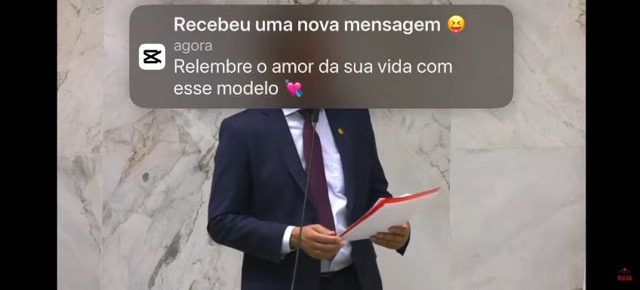 Recebeu uma nova mensagem 😝
agora
Relembre o amor da sua vida com
esse modelo 💘